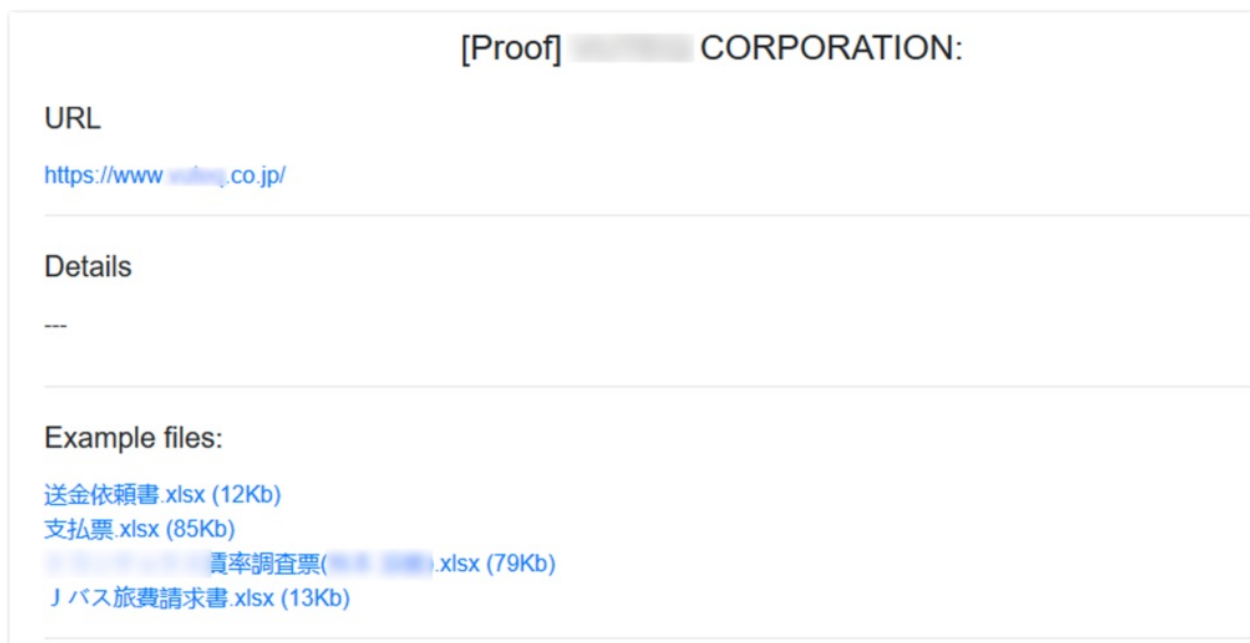 [Proof] CORPORATION:
URL
https://www .co.jp/
Details
---
Example files:
送金依頼書.xlsx (12Kb)
支払票.xlsx (85Kb)
賃率調査票( ).xlsx (79Kb)
Jバス旅費請求書.xlsx (13Kb)